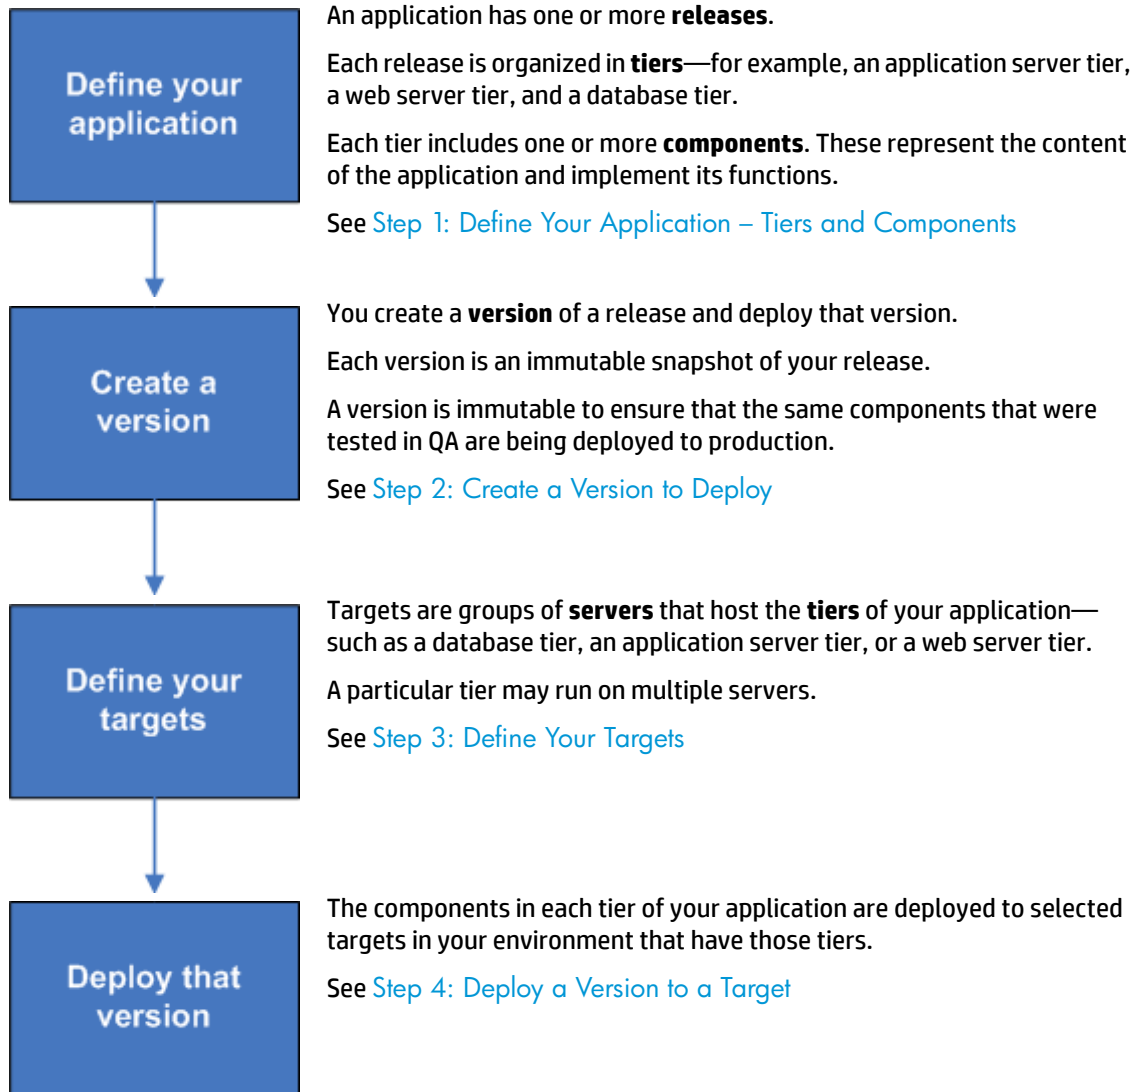 Define your
application
An application has one or more releases.
Each release is organized in tiers—for example, an application server tier,
a web server tier, and a database tier.
Each tier includes one or more components. These represent the content
of the application and implement its functions.
See Step 1: Define Your Application – Tiers and Components
Create a
version
You create a version of a release and deploy that version.
Each version is an immutable snapshot of your release.
A version is immutable to ensure that the same components that were
tested in QA are being deployed to production.
See Step 2: Create a Version to Deploy
Define your
targets
Targets are groups of servers that host the tiers of your application—
such as a database tier, an application server tier, or a web server tier.
A particular tier may run on multiple servers.
See Step 3: Define Your Targets
Deploy that
version
The components in each tier of your application are deployed to selected
targets in your environment that have those tiers.
See Step 4: Deploy a Version to a Target